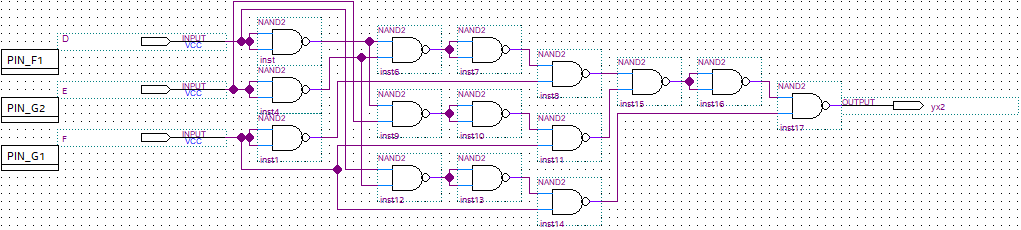 NAND2
D
INPUT
VCC
inst
PIN_F1
NAND2
inst6
NAND2
inst7
NAND2
E
INPUT
VCC
inst4
PIN_G2
NAND2
inst8
NAND2
inst15
NAND2
inst16
NAND2
inst17
OUTPUT
yx2
NAND2
F
INPUT
VCC
inst1
PIN_G1
NAND2
inst9
NAND2
inst10
NAND2
inst11
NAND2
inst12
NAND2
inst13
NAND2
inst14